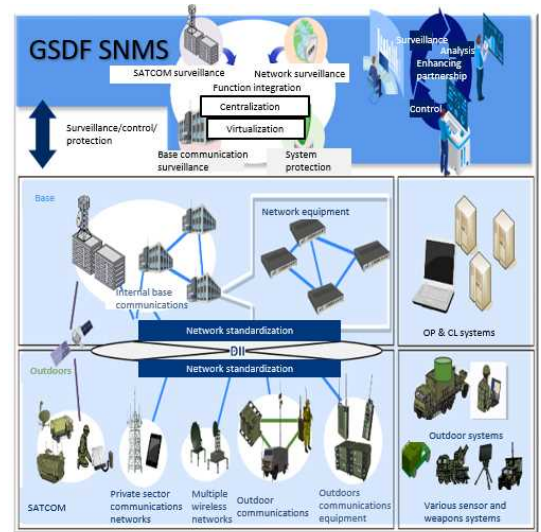 GSDF SNMS
SATCOM surveillance
Network surveillance
Function integration
Centralization
Virtualization
Base communication
surveillance
System
protection
Surveillance
Analysis
Enhancing
partnership
Control
Surveillance/control/
protection
Base
Network equipment
Internal base
communications
Network standardization
DII
Network standardization
OP & CL systems
Outdoors
SATCOM
Private sector
communications
networks
Multiple
wireless
networks
Outdoor
communications
Outdoors
communications
equipment
Outdoor systems
Various sensor and
weapons systems